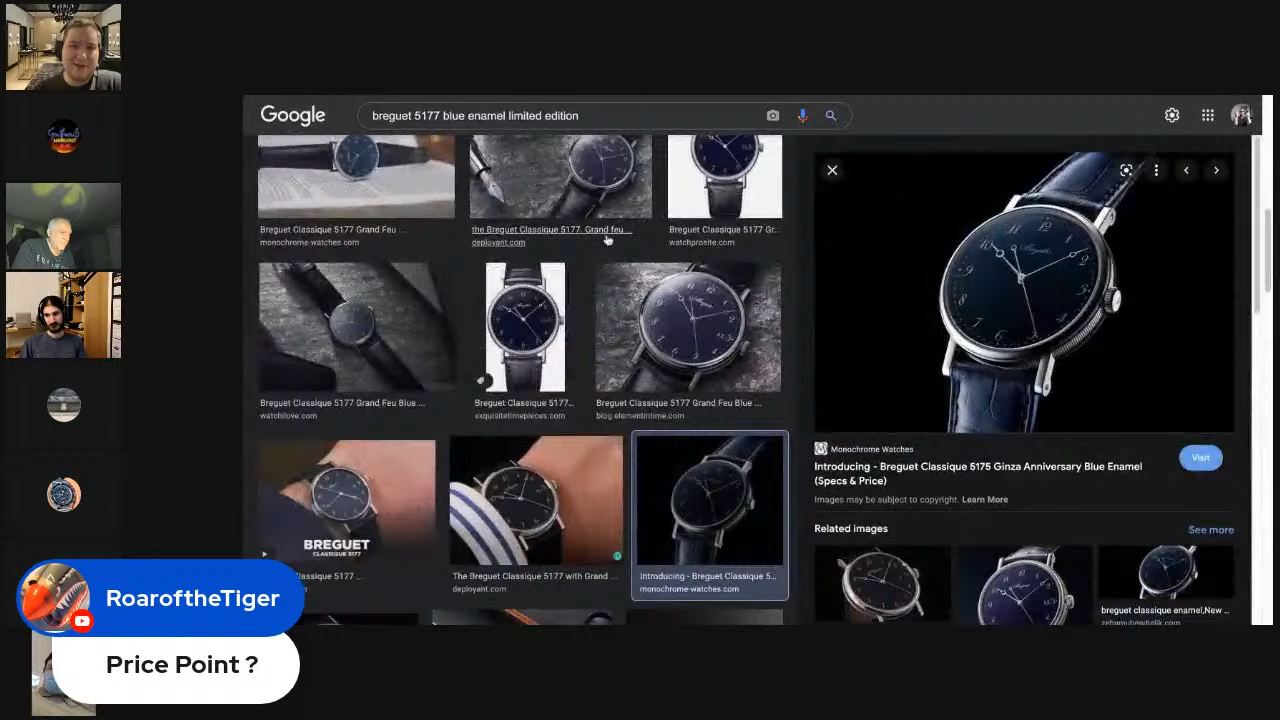 Google
breguet 5177 blue enamel limited edition
Breguet Classique 5177 Grand Feu ...
monochrome-watches.com
the Breguet Classique 5177. Grand feu ...
deployant.com
Breguet Classique 5177 Gr...
watchprosite.com
Breguet Classique 5177 Grand Feu Blue ...
watchilove.com
Breguet Classique 5177...
exquisitetimepieces.com
Breguet Classique 5177 Grand Feu Blue ...
blog.elementintime.com
BREGUET
CLASSIQUE 5177
Classique 5177 ...
The Breguet Classique 5177 with Grand ...
deployant.com
Introducing - Breguet Classique 5...
monochrome-watches.com
Monochrome Watches
Visit
Introducing - Breguet Classique 5175 Ginza Anniversary Blue Enamel
(Specs & Price)
Images may be subject to copyright. Learn More
Related images
See more
breguet classique enamel,New ..
RoaroftheTiger
Price Point ?